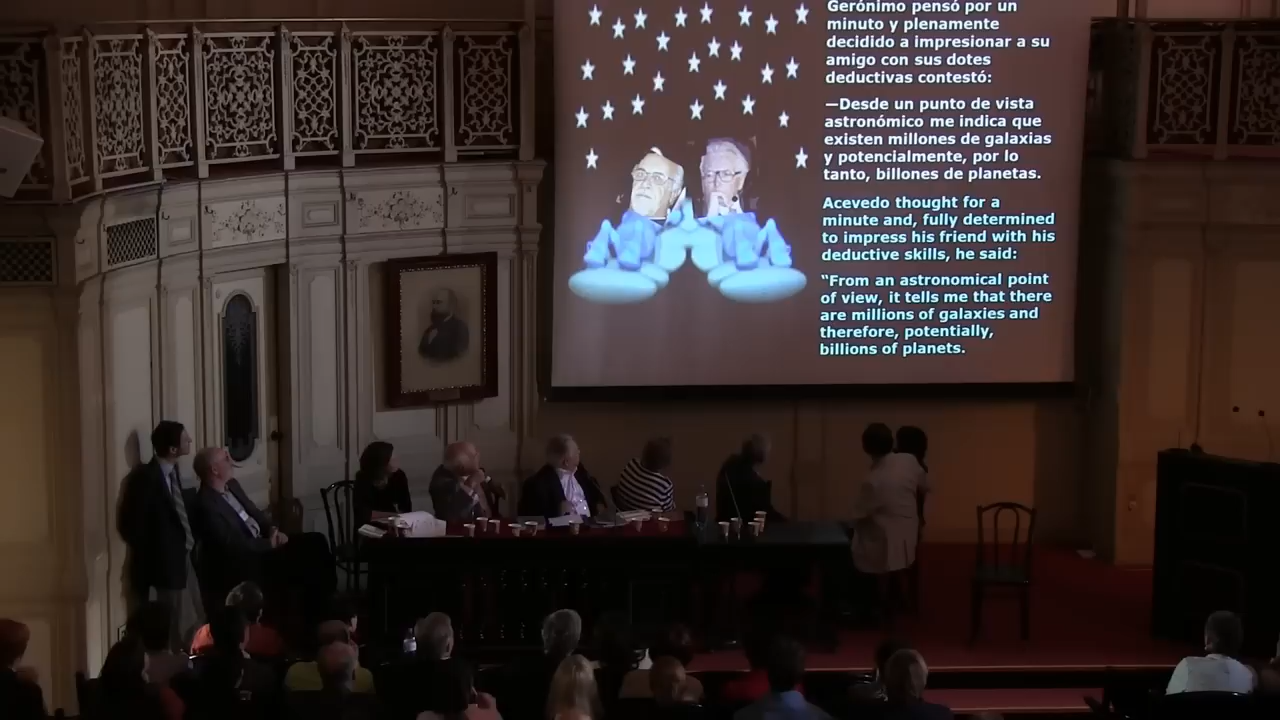 Gerónimo pensó por un
minuto y plenamente
decidido a impresionar a su
amigo con sus dotes
deductivas contestó:
—Desde un punto de vista
astronómico me indica que
existen millones de galaxias
y potencialmente, por lo
tanto, billones de planetas.
Acevedo thought for a
minute and, fully determined
to impress his friend with his
deductive skills, he said:
“From an astronomical point
of view, it tells me that there
are millions of galaxies and
therefore, potentially,
billions of planets.